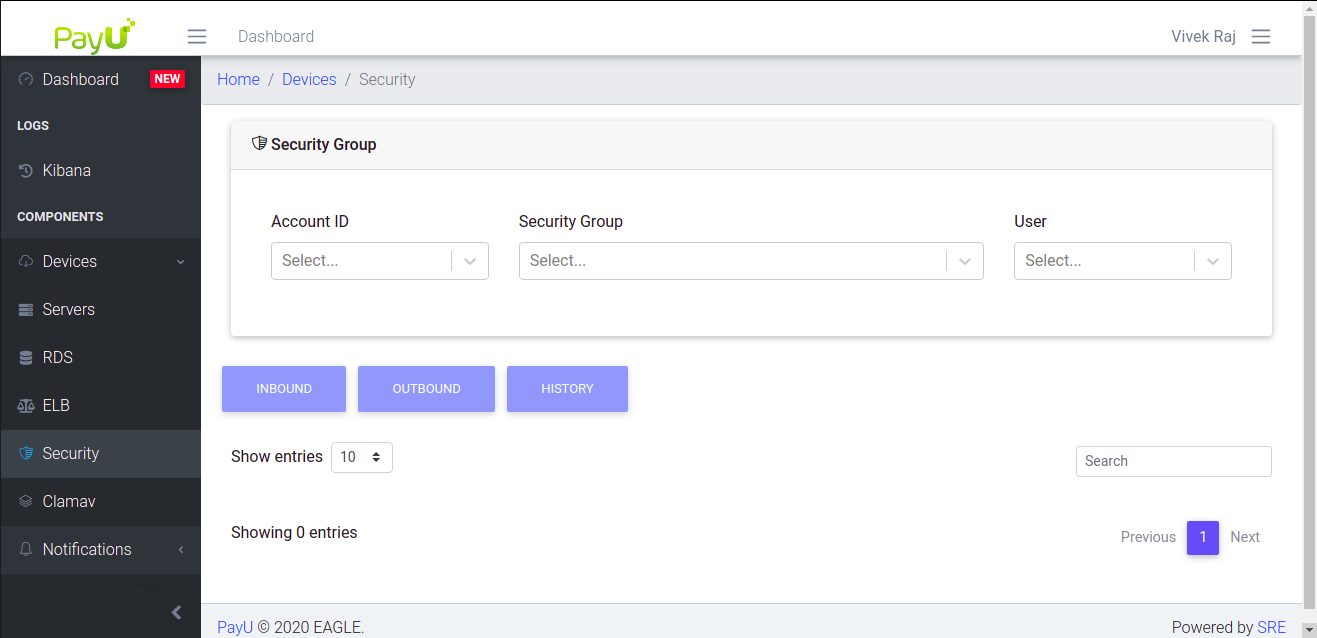 PayU
Dashboard
Vivek Raj
Dashboard NEW
LOGS
Kibana
COMPONENTS
Devices
Servers
RDS
ELB
Security
Clamav
Notifications
Home / Devices / Security
Security Group
Account ID
Security Group
User
Select...
Select...
Select...
INBOUND
OUTBOUND
HISTORY
Show entries 10
Search
Showing 0 entries
Previous 1 Next
PayU © 2020 EAGLE.
Powered by SRE